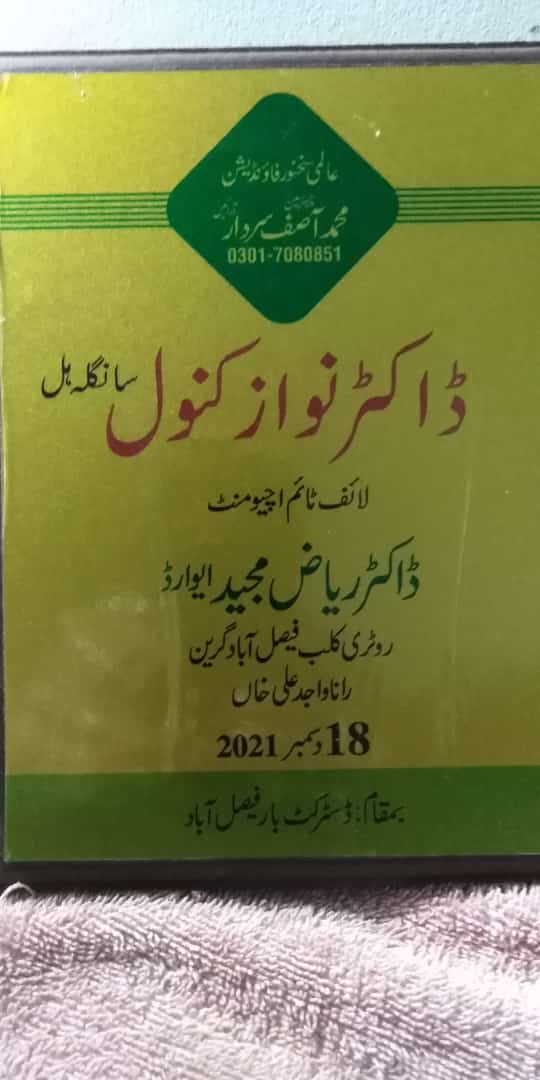 عالمی سخنور فاؤنڈیشن
محمد آصف سردار
0301-7080851
ڈاکٹر نواز کنول سانگلہ ہل
لائف ٹائم اچیومنٹ
ڈاکٹر ریاض مجید ایوارڈ
روٹری کلب فیصل آباد گرین
رانا واجد علی خاں
18 دسمبر 2021
بمقام: ڈسٹرکٹ بار فیصل آباد